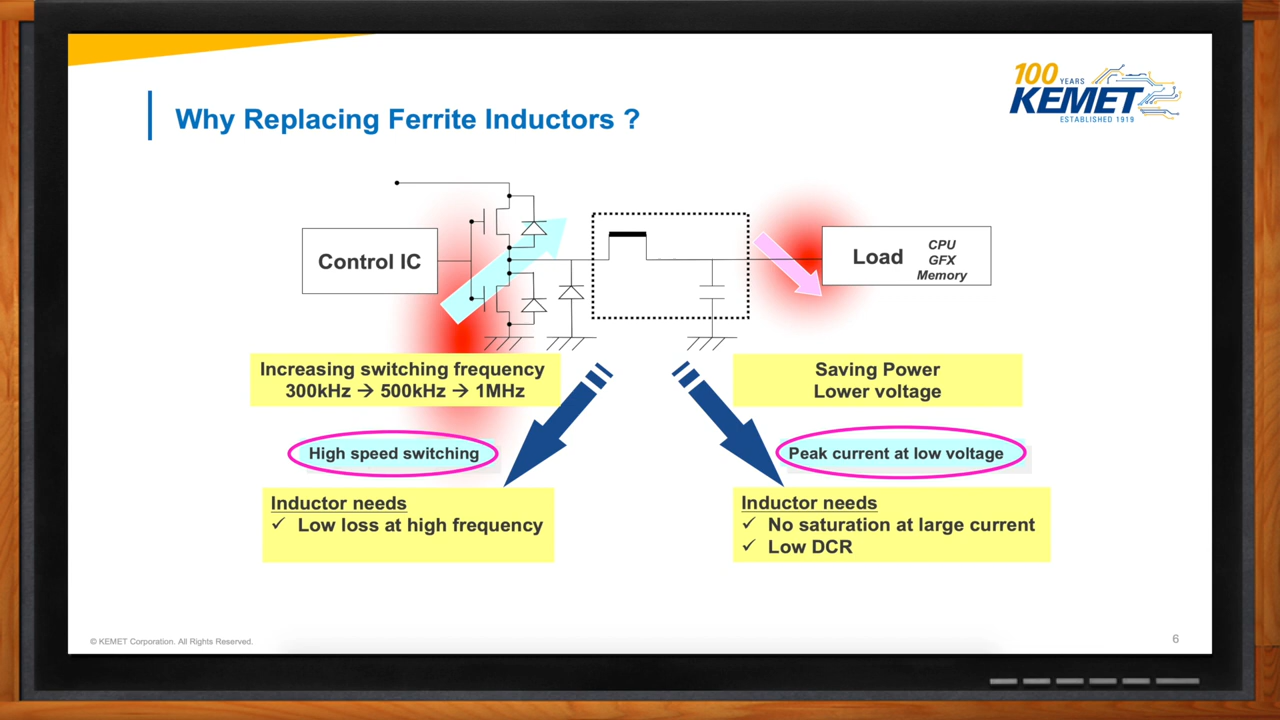 100 YEARS
KEMET
ESTABLISHED 1919
Why Replacing Ferrite Inductors ?
Control IC
Load
CPU
GFX
Memory
Increasing switching frequency
300kHz → 500kHz → 1MHz
Saving Power
Lower voltage
High speed switching
Peak current at low voltage
Inductor needs
✓ Low loss at high frequency
Inductor needs
✓ No saturation at large current
✓ Low DCR
© KEMET Corporation. All Rights Reserved.
6